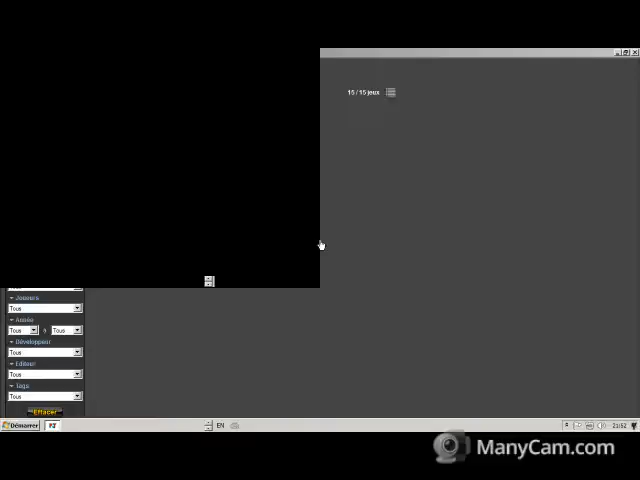 15 / 15 jeux
Joueurs
Tous
Année
Tous
Tous
Développeur
Tous
Editeur
Tous
Tags
Tous
Effacer
Démarrer
EN
21:52
ManyCam.com